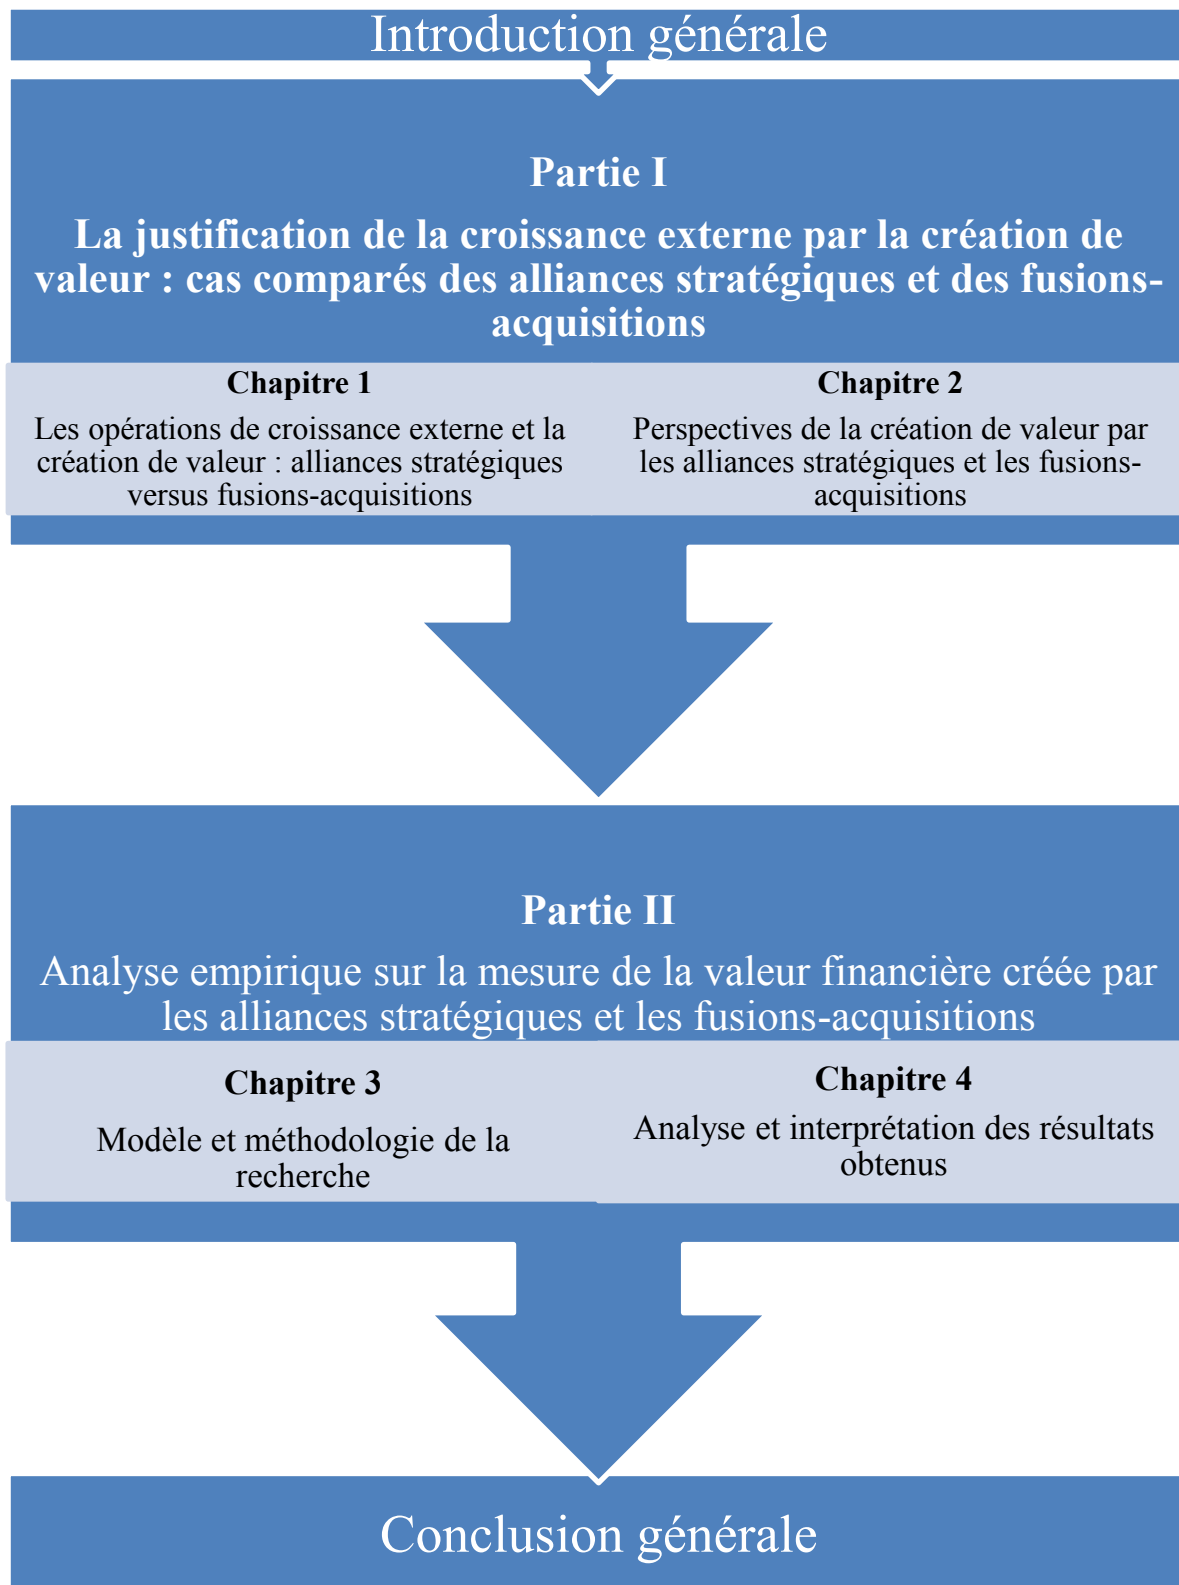 Introduction générale
Partie I
La justification de la croissance externe par la création de
valeur : cas comparés des alliances stratégiques et des fusions-
acquisitions
Chapitre 1
Les opérations de croissance externe et la
création de valeur : alliances stratégiques
versus fusions-acquisitions
Chapitre 2
Perspectives de la création de valeur par
les alliances stratégiques et les fusions-
acquisitions
Partie II
Analyse empirique sur la mesure de la valeur financière créée par
les alliances stratégiques et les fusions-acquisitions
Chapitre 3
Modèle et méthodologie de la
recherche
Chapitre 4
Analyse et interprétation des résultats
obtenus
Conclusion générale